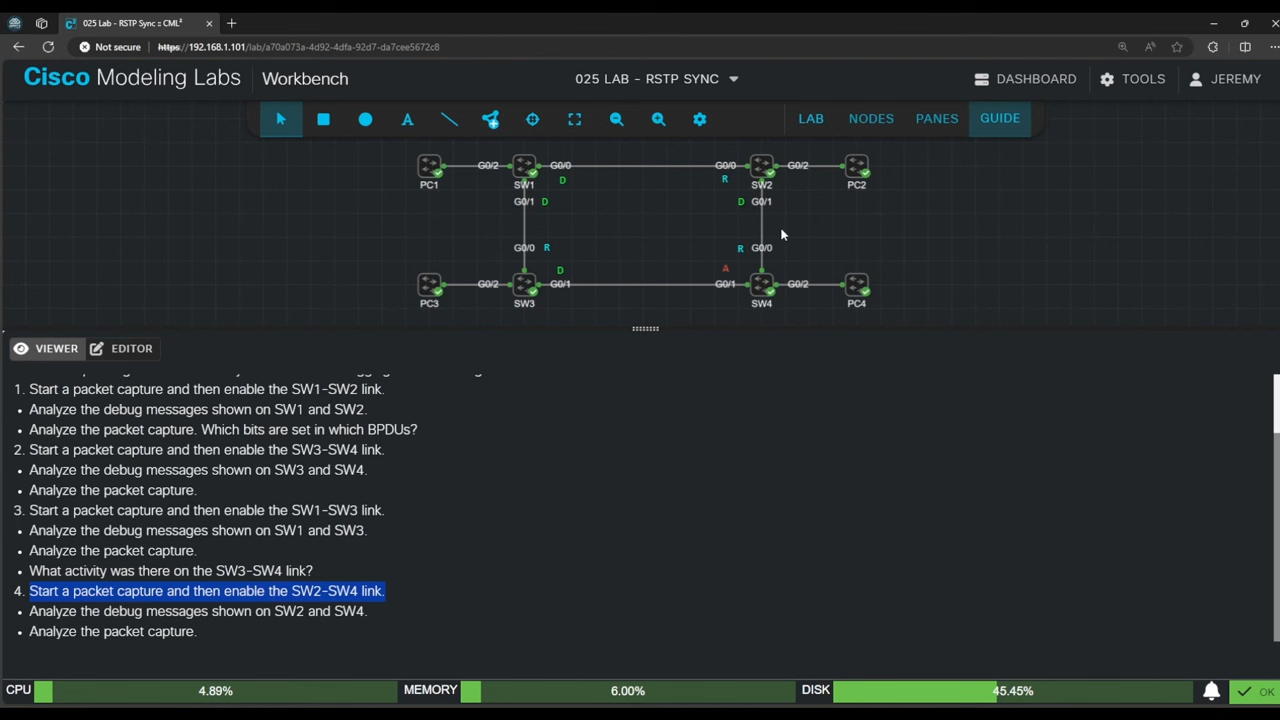 025 Lab - RSTP Sync :: CML²
Not secure
https://192.168.1.101/lab/a70a073a-4d92-4dfa-92d7-da7cee5672c8
Cisco Modeling Labs
Workbench
025 LAB - RSTP SYNC
DASHBOARD
TOOLS
JEREMY
A
LAB
NODES
PANES
GUIDE
G0/2
G0/0
G0/0
G0/2
PC1
SW1
D
R
SW2
PC2
G0/1
D
D
G0/1
G0/0
R
R
G0/0
D
A
G0/2
G0/1
G0/1
G0/2
PC3
SW3
SW4
PC4
VIEWER
EDITOR
1. Start a packet capture and then enable the SW1-SW2 link.
• Analyze the debug messages shown on SW1 and SW2.
• Analyze the packet capture. Which bits are set in which BPDUs?
2. Start a packet capture and then enable the SW3-SW4 link.
• Analyze the debug messages shown on SW3 and SW4.
• Analyze the packet capture.
3. Start a packet capture and then enable the SW1-SW3 link.
• Analyze the debug messages shown on SW1 and SW3.
• Analyze the packet capture.
• What activity was there on the SW3-SW4 link?
4. Start a packet capture and then enable the SW2-SW4 link.
• Analyze the debug messages shown on SW2 and SW4.
• Analyze the packet capture.
CPU
4.89%
MEMORY
6.00%
DISK
45.45%
OK